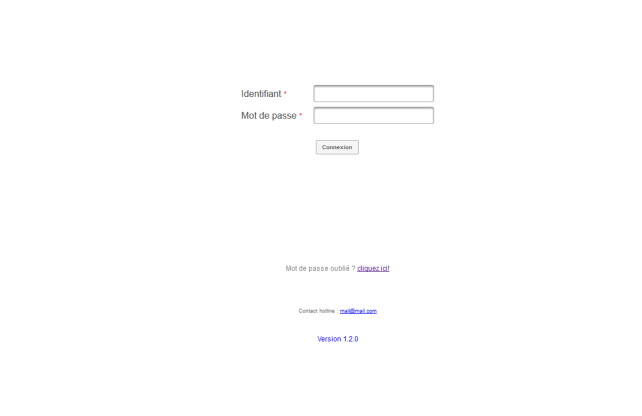 Identifiant *
Mot de passe *
Connexion
Mot de passe oublié ? cliquez ici!
Contact hotline : mail@mail.com
Version 1.2.0